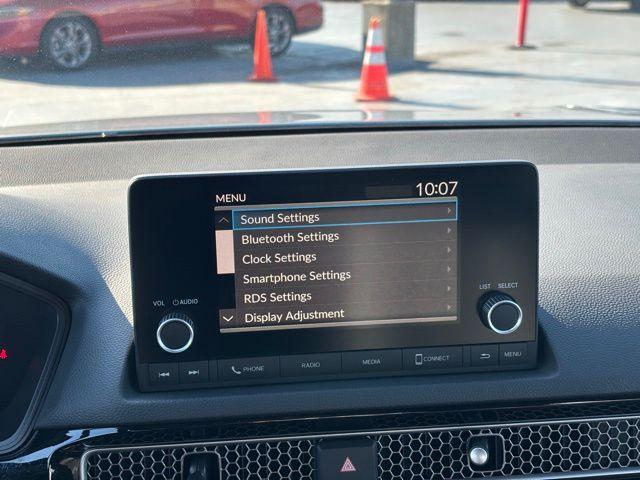 MENU 10:07
Sound Settings
Bluetooth Settings
Clock Settings
Smartphone Settings
RDS Settings
Display Adjustment
VOL AUDIO
LIST SELECT
PHONE RADIO MEDIA CONNECT MENU